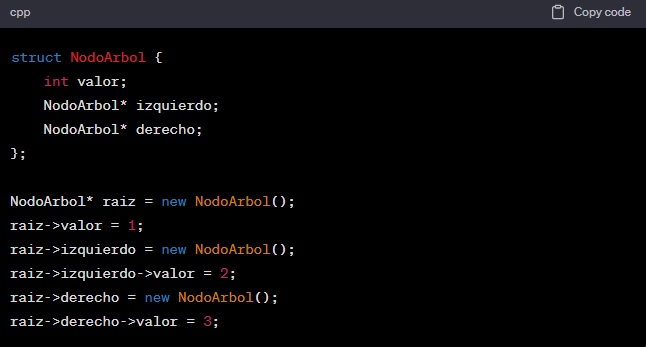 cpp
Copy code
struct NodoArbol {
    int valor;
    NodoArbol* izquierdo;
    NodoArbol* derecho;
};

NodoArbol* raiz = new NodoArbol();
raiz->valor = 1;
raiz->izquierdo = new NodoArbol();
raiz->izquierdo->valor = 2;
raiz->derecho = new NodoArbol();
raiz->derecho->valor = 3;